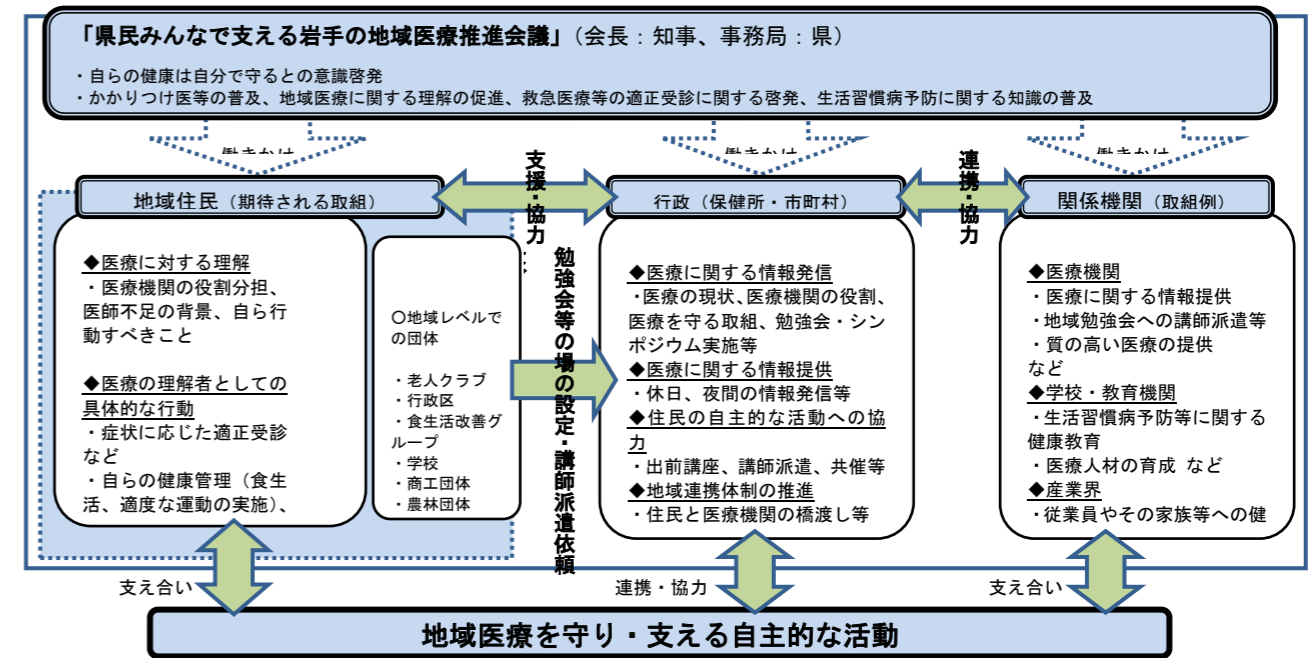 「県民みんなで支える岩手の地域医療推進会議」（会長：知事、事務局：県）
・自らの健康は自分で守るとの意識啓発
・かかりつけ医等の普及、地域医療に関する理解の促進、救急医療等の適正受診に関する啓発、生活習慣病予防に関する知識の普及
働きかけ
働きかけ
働きかけ
地域住民（期待される取組）
支援・協力
行政（保健所・市町村）
連携・協力
関係機関（取組例）
◆医療に対する理解
・医療機関の役割分担、
医師不足の背景、自ら行
動すべきこと
◆医療の理解者としての
具体的な行動
・症状に応じた適正受診
など
・自らの健康管理（食生
活、適度な運動の実施）、
〇地域レベルで
の団体
・老人クラブ
・行政区
・食生活改善グ
ループ
・学校
・商工団体
・農林団体
勉強会等の場の設定・講師派遣依頼
◆医療に関する情報発信
・医療の現状、医療機関の役割、
医療を守る取組、勉強会・シン
ポジウム実施等
◆医療に関する情報提供
・休日、夜間の情報発信等
◆住民の自主的な活動への協
力
・出前講座、講師派遣、共催等
◆地域連携体制の推進
・住民と医療機関の橋渡し等
◆医療機関
・医療に関する情報提供
・地域勉強会への講師派遣等
・質の高い医療の提供
など
◆学校・教育機関
・生活習慣病予防等に関する
健康教育
・医療人材の育成 など
◆産業界
・従業員やその家族等への健
支え合い
連携・協力
支え合い
地域医療を守り・支える自主的な活動